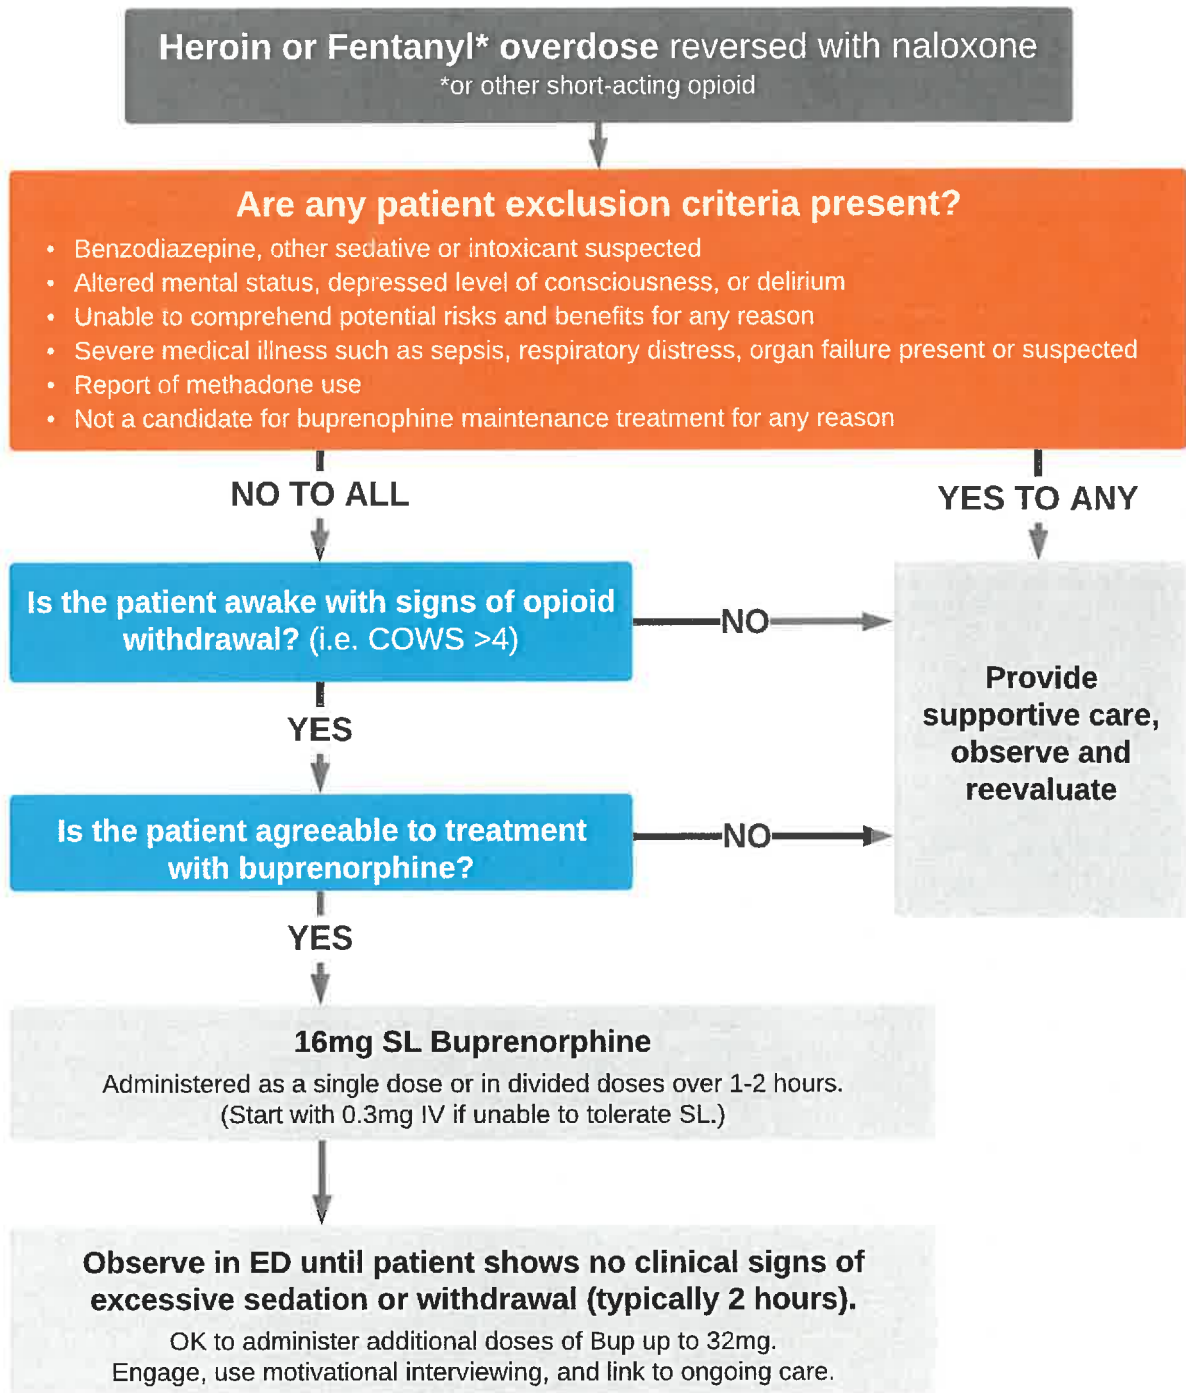 Heroin or Fentanyl* overdose reversed with naloxone
*or other short-acting opioid
Are any patient exclusion criteria present?
• Benzodiazepine, other sedative or intoxicant suspected
• Altered mental status, depressed level of consciousness, or delirium
• Unable to comprehend potential risks and benefits for any reason
• Severe medical illness such as sepsis, respiratory distress, organ failure present or suspected
• Report of methadone use
• Not a candidate for buprenophine maintenance treatment for any reason
NO TO ALL
YES TO ANY
Is the patient awake with signs of opioid
withdrawal? (i.e. COWS >4)
NO
Provide
supportive care,
observe and
reevaluate
YES
Is the patient agreeable to treatment
with buprenorphine?
NO
YES
16mg SL Buprenorphine
Administered as a single dose or in divided doses over 1-2 hours.
(Start with 0.3mg IV if unable to tolerate SL.)
Observe in ED until patient shows no clinical signs of
excessive sedation or withdrawal (typically 2 hours).
OK to administer additional doses of Bup up to 32mg.
Engage, use motivational interviewing, and link to ongoing care.